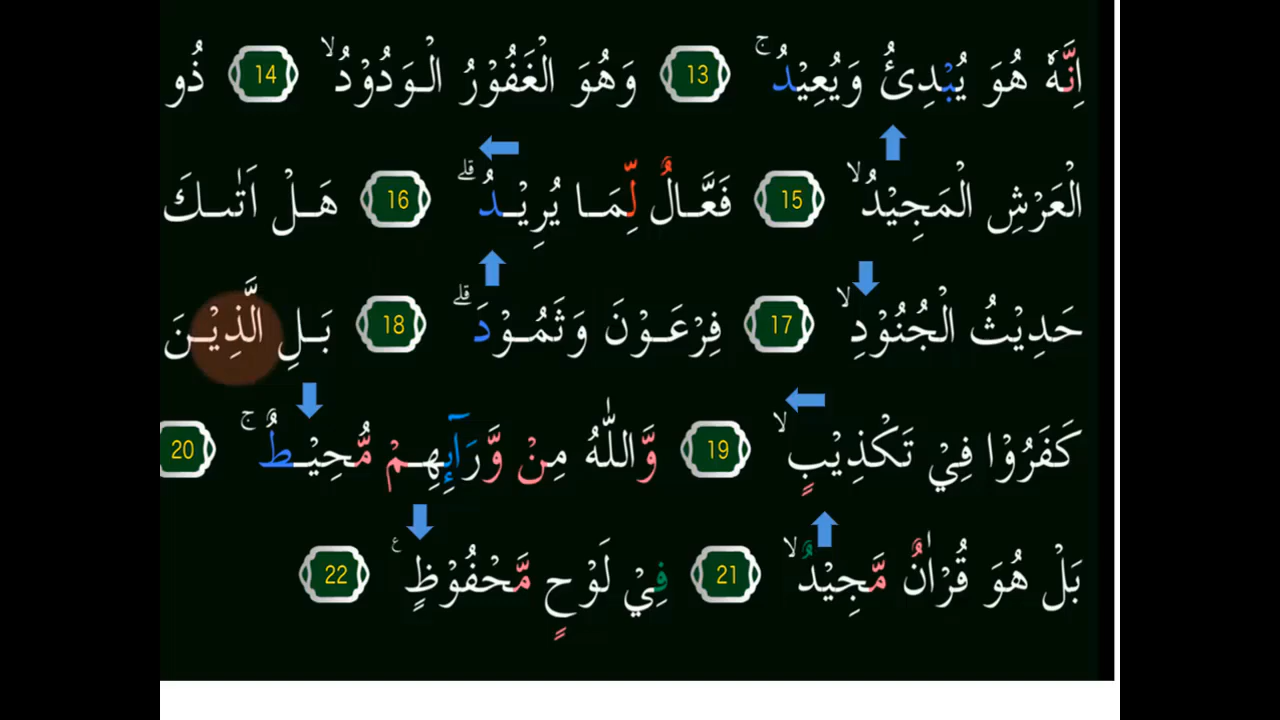 اِنَّهٗ هُوَ يُبْدِئُ وَيُعِيْدُ ۚ 13 وَهُوَ الْغَفُوْرُ الْوَدُوْدُ ۙ 14 ذُو
الْعَرْشِ الْمَجِيْدُ ۙ 15 فَعَّالٌ لِّمَا يُرِيْدُ ۗ 16 هَلْ اَتٰىكَ
حَدِيْثُ الْجُنُوْدِ ۙ 17 فِرْعَوْنَ وَثَمُوْدَ ۗ 18 بَلِ الَّذِيْنَ
كَفَرُوْا فِيْ تَكْذِيْبٍ ۙ 19 وَّاللّٰهُ مِنْ وَّرَآئِهِمْ مُّحِيْطٌ ۚ 20
بَلْ هُوَ قُرْاٰنٌ مَّجِيْدٌ ۙ 21 فِيْ لَوْحٍ مَّحْفُوْظٍ ࣖ 22